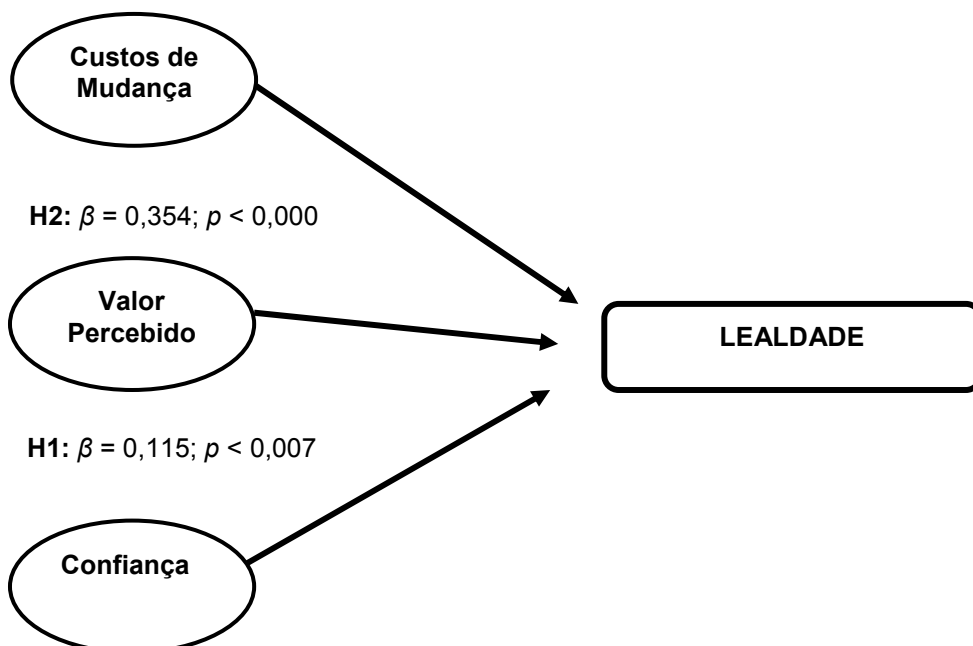 Custos de
Mudança
H2: β = 0,354; p < 0,000
Valor
Percebido
LEALDADE
H1: β = 0,115; p < 0,007
Confiança